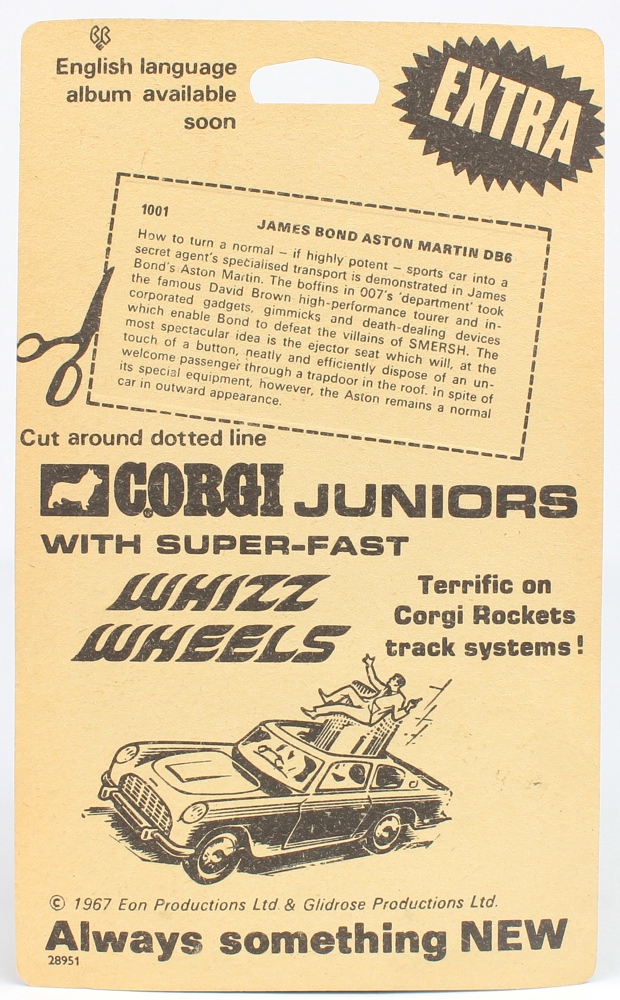 English language
album available
soon
EXTRA
1001
JAMES BOND ASTON MARTIN DB6
How to turn a normal – if highly potent – sports car into a
secret agent's specialised transport is demonstrated in James
Bond's Aston Martin. The boffins in 007's 'department' took
the famous David Brown high-performance tourer and in-
corporated gadgets, gimmicks and death-dealing devices
which enable Bond to defeat the villains of SMERSH. The
most spectacular idea is the ejector seat which will, at the
touch of a button, neatly and efficiently dispose of an un-
welcome passenger through a trapdoor in the roof. In spite of
its special equipment, however, the Aston remains a normal
car in outward appearance.
Cut around dotted line
CORGI JUNIORS
WITH SUPER-FAST
WHIZZ
WHEELS
Terrific on
Corgi Rockets
track systems!
© 1967 Eon Productions Ltd & Glidrose Productions Ltd.
Always something NEW
28951